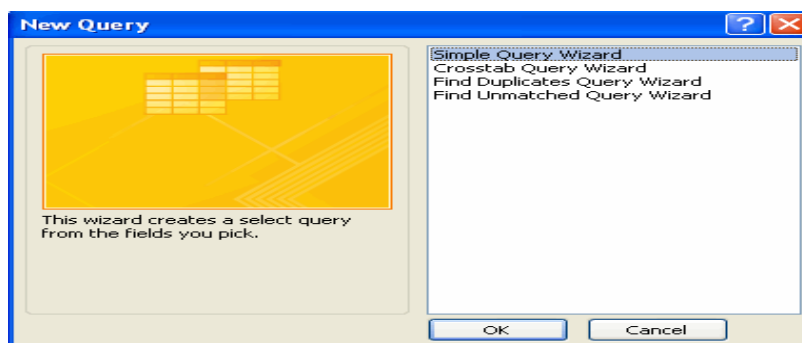 New Query
Simple Query Wizard
Crosstab Query Wizard
Find Duplicates Query Wizard
Find Unmatched Query Wizard
This wizard creates a select query
from the fields you pick.
OK
Cancel